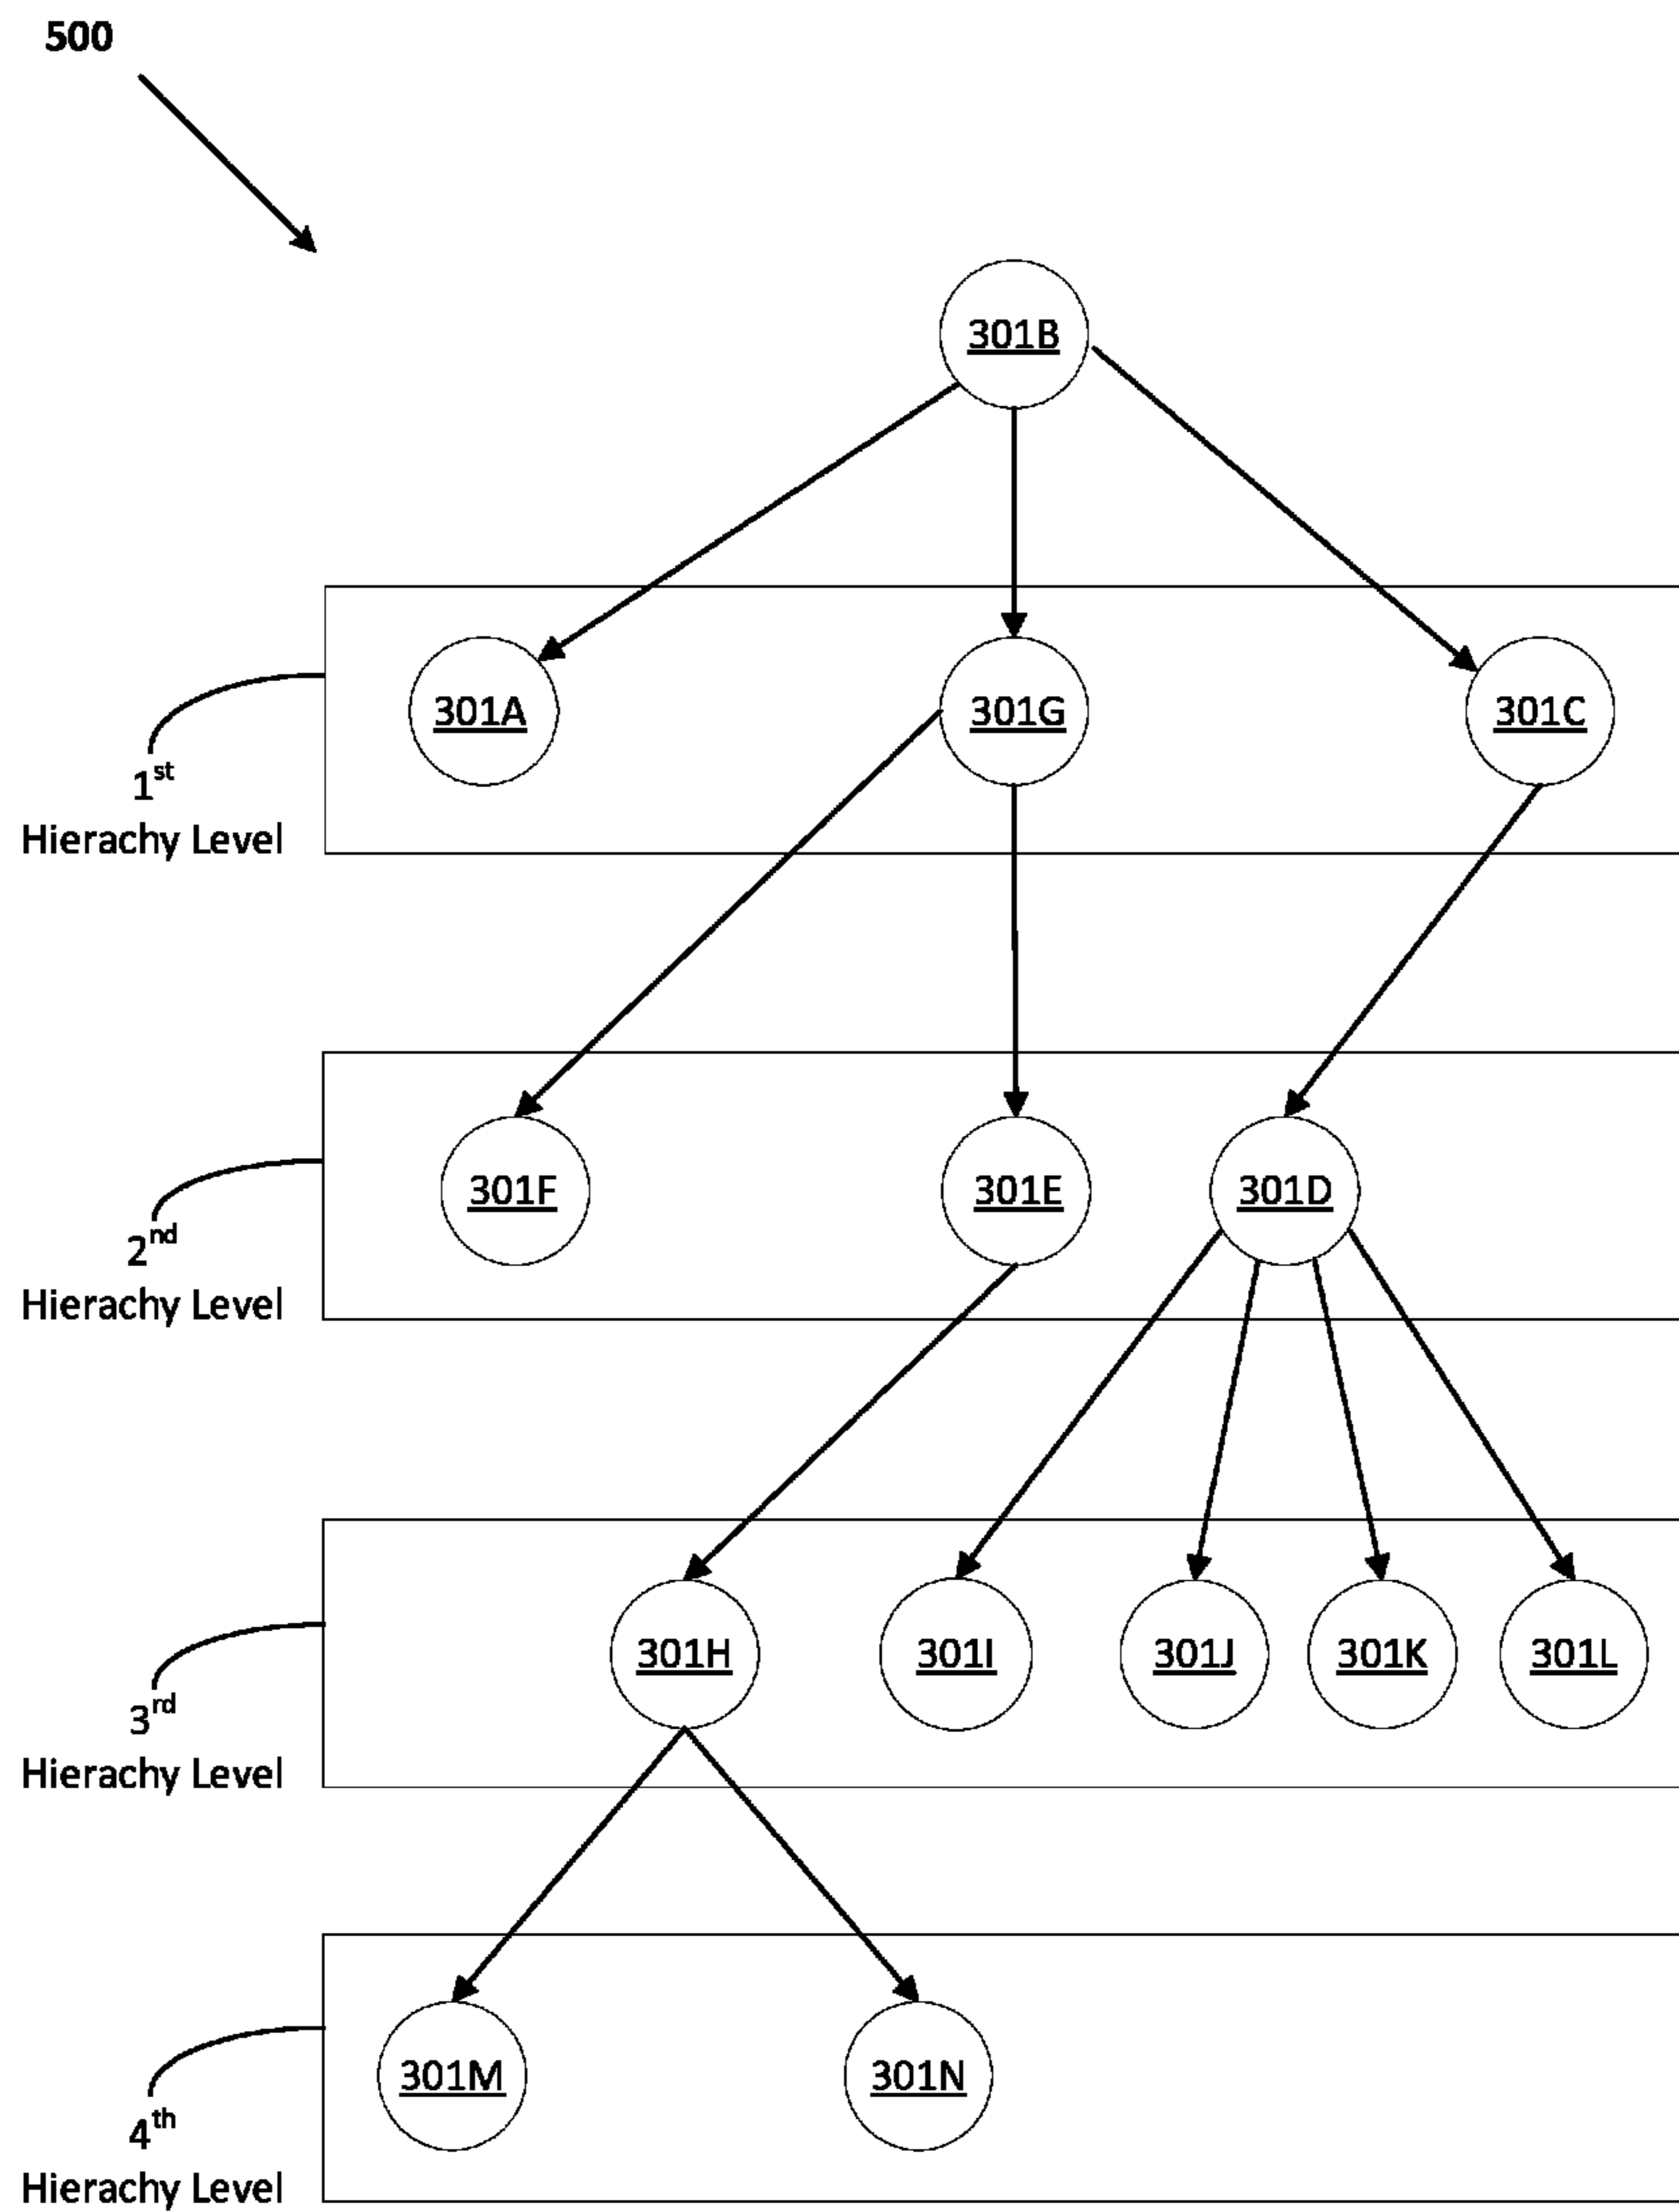 500
301B
301A 301G 301C
1st
Hierachy Level
301F 301E 301D
2nd
Hierachy Level
301H 301I 301J 301K 301L
3rd
Hierachy Level
301M 301N
4th
Hierachy Level